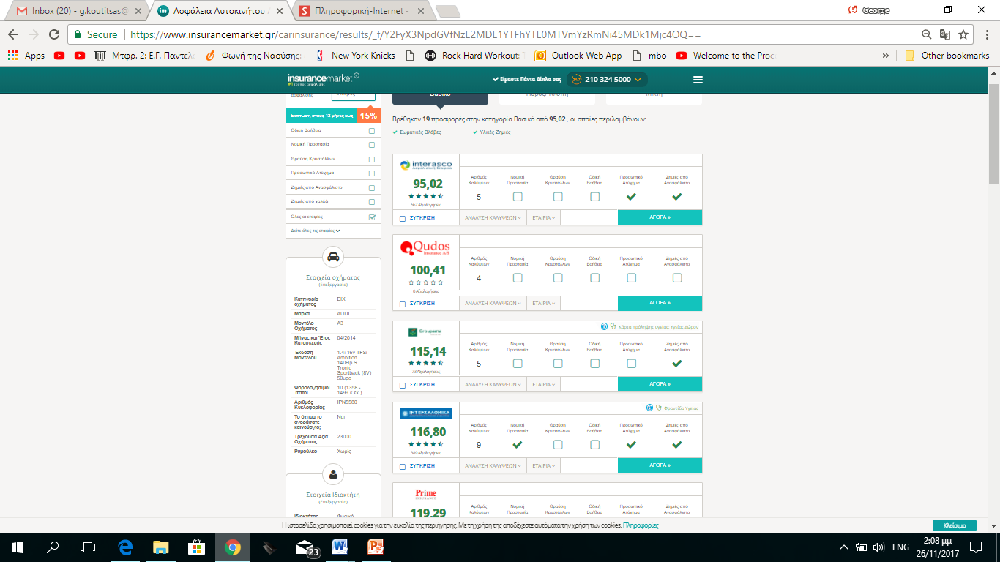 Inbox (20) - g.koutitsas@
Ασφάλεια Αυτοκινήτου
Πληροφορική-Internet -
George
Secure
https://www.insurancemarket.gr/carinsurance/results/_f/Y2FyX3NpdGVfNzE2MDE1YTFhYTE0MTVmYzRmNi45MDk1Mjc4OQ==
Apps
Μτφρ. 2: Ε.Γ. Παντελ
Φωνή της Ναούσης:
New York Knicks
Rock Hard Workout:
Outlook Web App
mbo
Welcome to the Proc
»
Other bookmarks
insurancemarket
#1 τρόπος ασφάλισης
Είμαστε Πάντα Δίπλα σας
24/7 210 324 5000
ασφάλισης
Βασικό
Μικτή
Έκπτωση στους 12 μήνες έως 15%
Οδική Βοήθεια
Νομική Προστασία
Θραύση Κρυστάλλων
Προσωπικό Ατύχημα
Ζημιές από Ανασφάλιστο
Ζημιές από χαλάζι
Όλες οι εταιρίες
Δείτε όλες τις εταιρίες
Στοιχεία οχήματος
(Επεξεργασία)
Κατηγορία οχήματος ΕΙΧ
Μάρκα AUDI
Μοντέλο Οχήματος A3
Μήνας και Έτος Κατασκευής 04/2014
Έκδοση Μοντέλου 1.4i 16v TFSi Ambition 140Hp S Tronic Sportback (8V) 5θυρο
Φορολογήσιμοι Ίπποι 10 (1358 - 1499 κ.εκ.)
Αριθμός Κυκλοφορίας IPN5580
Το όχημα το αγοράσατε καινούργιο; Ναι
Τρέχουσα Αξία Οχήματος 23000
Ρυμούλκο Χωρίς
Στοιχεία Ιδιοκτήτη
(Επεξεργασία)
Ιδιοκτήτης Φυσικό
Βρέθηκαν 19 προσφορές στην κατηγορία Βασικό από 95,02 , οι οποίες περιλαμβάνουν:
Σωματικές Βλάβες Υλικές Ζημιές
interasco
Ασφαλιστική Εταιρεία
95,02
667 Αξιολογήσεις
Αριθμός Καλύψεων Νομική Προστασία Θραύση Κρυστάλλων Οδική Βοήθεια Προσωπικό Ατύχημα Ζημιές από Ανασφάλιστο
5
ΣΥΓΚΡΙΣΗ ΑΝΑΛΥΣΗ ΚΑΛΥΨΕΩΝ ΕΤΑΙΡΙΑ ΑΓΟΡΑ »
Qudos
Insurance A/S
100,41
0 Αξιολογήσεις
Αριθμός Καλύψεων Νομική Προστασία Θραύση Κρυστάλλων Οδική Βοήθεια Προσωπικό Ατύχημα Ζημιές από Ανασφάλιστο
4
ΣΥΓΚΡΙΣΗ ΑΝΑΛΥΣΗ ΚΑΛΥΨΕΩΝ ΕΤΑΙΡΙΑ ΑΓΟΡΑ »
Κάρτα πρόληψης υγείας: Υγείας Δώρον
Groupama
115,14
73 Αξιολογήσεις
Αριθμός Καλύψεων Νομική Προστασία Θραύση Κρυστάλλων Οδική Βοήθεια Προσωπικό Ατύχημα Ζημιές από Ανασφάλιστο
5
ΣΥΓΚΡΙΣΗ ΑΝΑΛΥΣΗ ΚΑΛΥΨΕΩΝ ΕΤΑΙΡΙΑ ΑΓΟΡΑ »
Φροντίδα Υγείας
ΙΝΤΕΡΣΑΛΟΝΙΚΑ
116,80
389 Αξιολογήσεις
Αριθμός Καλύψεων Νομική Προστασία Θραύση Κρυστάλλων Οδική Βοήθεια Προσωπικό Ατύχημα Ζημιές από Ανασφάλιστο
9
ΣΥΓΚΡΙΣΗ ΑΝΑΛΥΣΗ ΚΑΛΥΨΕΩΝ ΕΤΑΙΡΙΑ ΑΓΟΡΑ »
Prime
INSURANCE
119,29
Αριθμός Καλύψεων Νομική Προστασία Θραύση Κρυστάλλων Οδική Βοήθεια Προσωπικό Ατύχημα Ζημιές από Ανασφάλιστο
Η ιστοσελίδα χρησιμοποιεί cookies για την ευκολία της περιήγησης. Με τη χρήση της αποδέχεστε αυτόματα την χρήση των cookies. Πληροφορίες
Κλείσιμο
23
ENG
2:08 μμ
26/11/2017